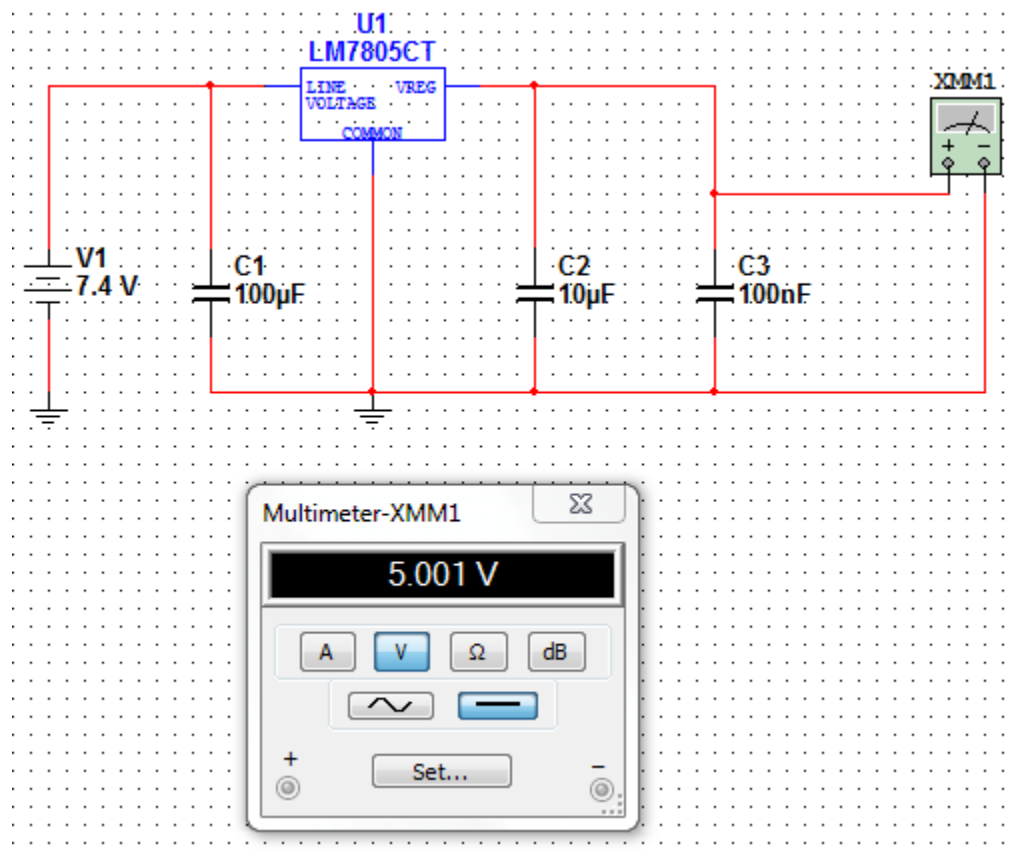 U1
LM7805CT
LINE VREG
VOLTAGE
COMMON
XMM1
+ −
V1
7.4 V
C1
100µF
C2
10µF
C3
100nF
Multimeter-XMM1
5.001 V
A V Ω dB
+ Set... −